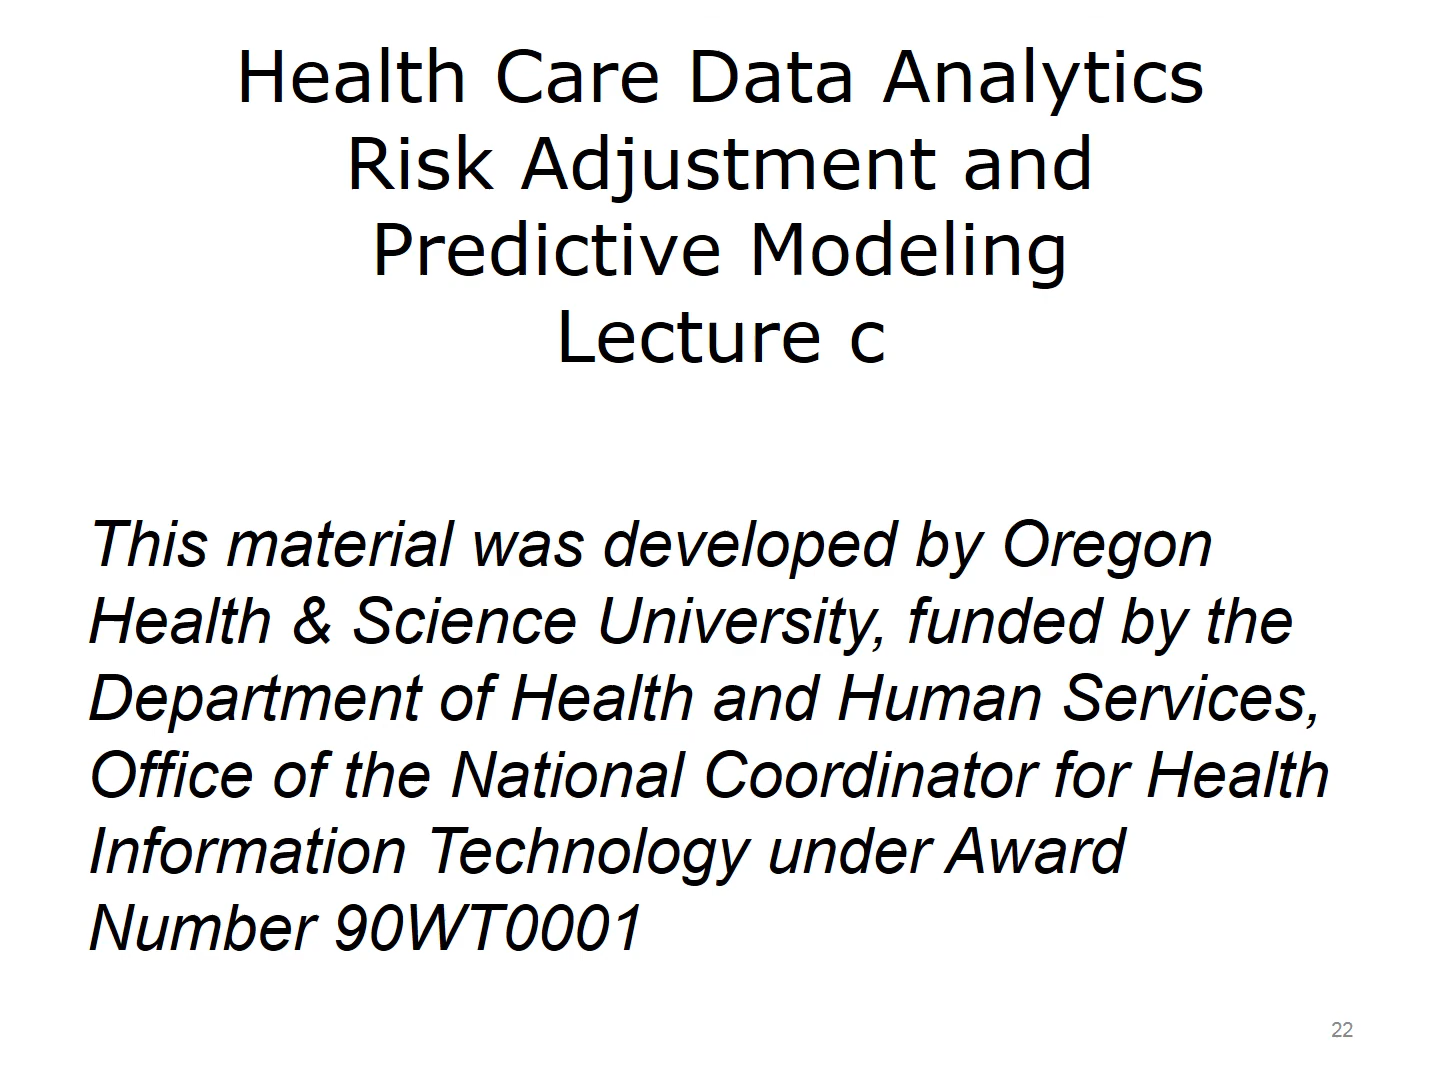 Health Care Data Analytics
Risk Adjustment and
Predictive Modeling
Lecture c
This material was developed by Oregon
Health & Science University, funded by the
Department of Health and Human Services,
Office of the National Coordinator for Health
Information Technology under Award
Number 90WT0001
22